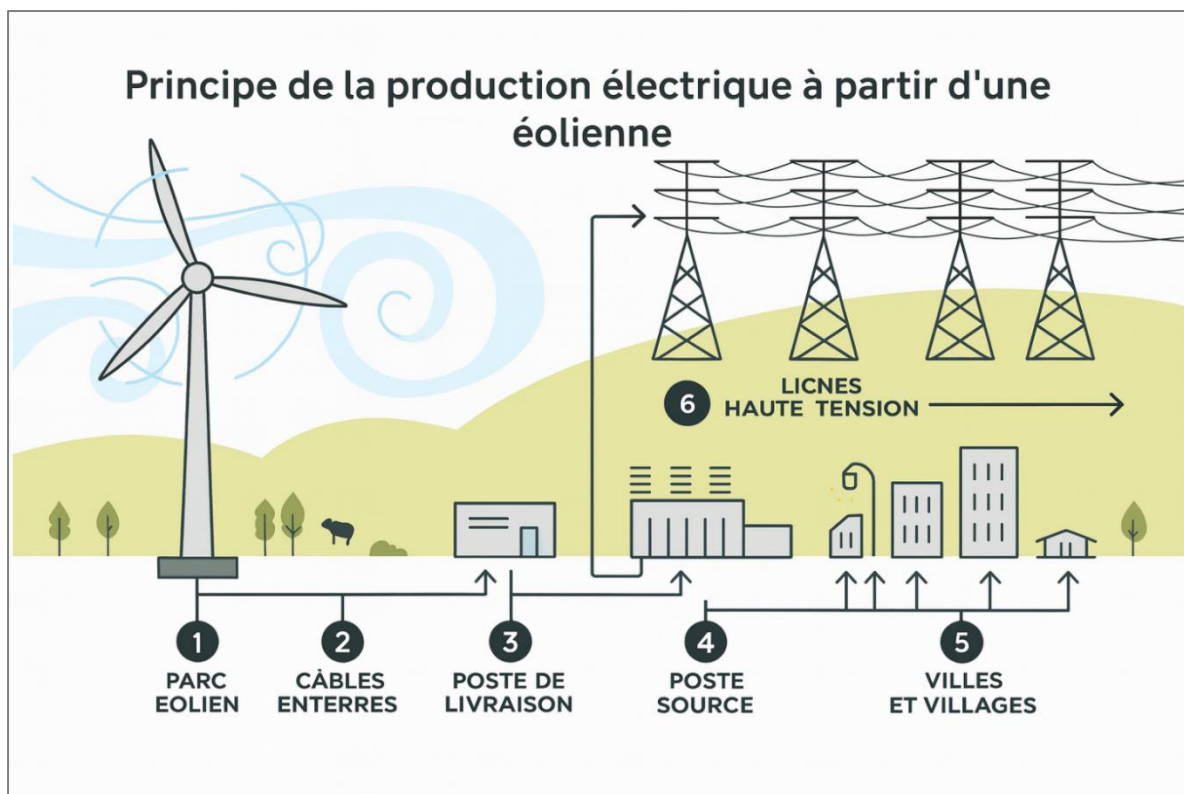 Principe de la production électrique à partir d'une
éolienne
6
LICNES
HAUTE TENSION
1
PARC
EOLIEN
2
CÀBLES
ENTERRES
3
POSTE DE
LIVRAISON
4
POSTE
SOURCE
5
VILLES
ET VILLAGES